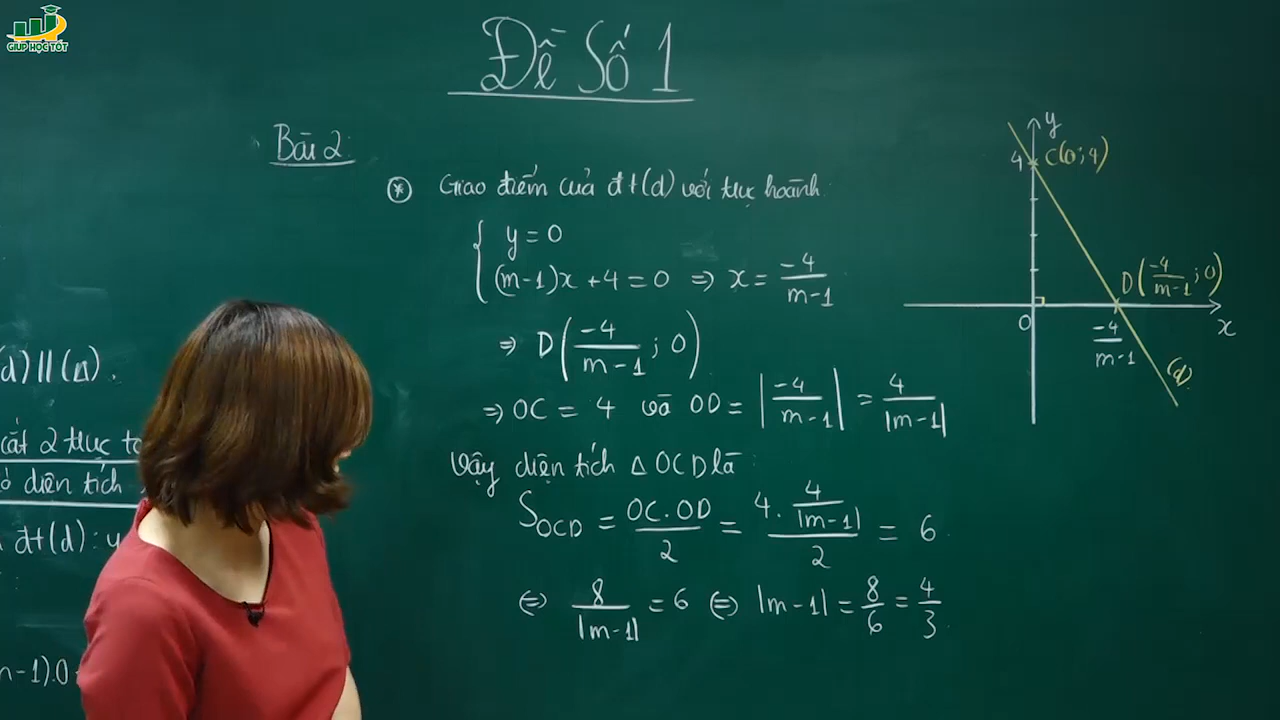 GIUP HỌC TỐT
Đề Số 1
Bài 2
(*) Giao điểm của đt(d) với trục hoành:
y = 0
(m-1)x + 4 = 0 => x = -4/(m-1)
=> D(-4/(m-1) ; 0)
=> OC = 4 và OD = |-4/(m-1)| = 4/|m-1|
Vậy diện tích △OCD là:
S_OCD = (OC.OD)/2 = (4 . 4/|m-1|)/2 = 6
<=> 8/|m-1| = 6 <=> |m-1| = 8/6 = 4/3
y
4
C(0;4)
D(-4/(m-1) ; 0)
O
-4/(m-1)
x
(d)
d) // (Δ).
cắt 2 trục
diện tích
đt(d): y
-1).0